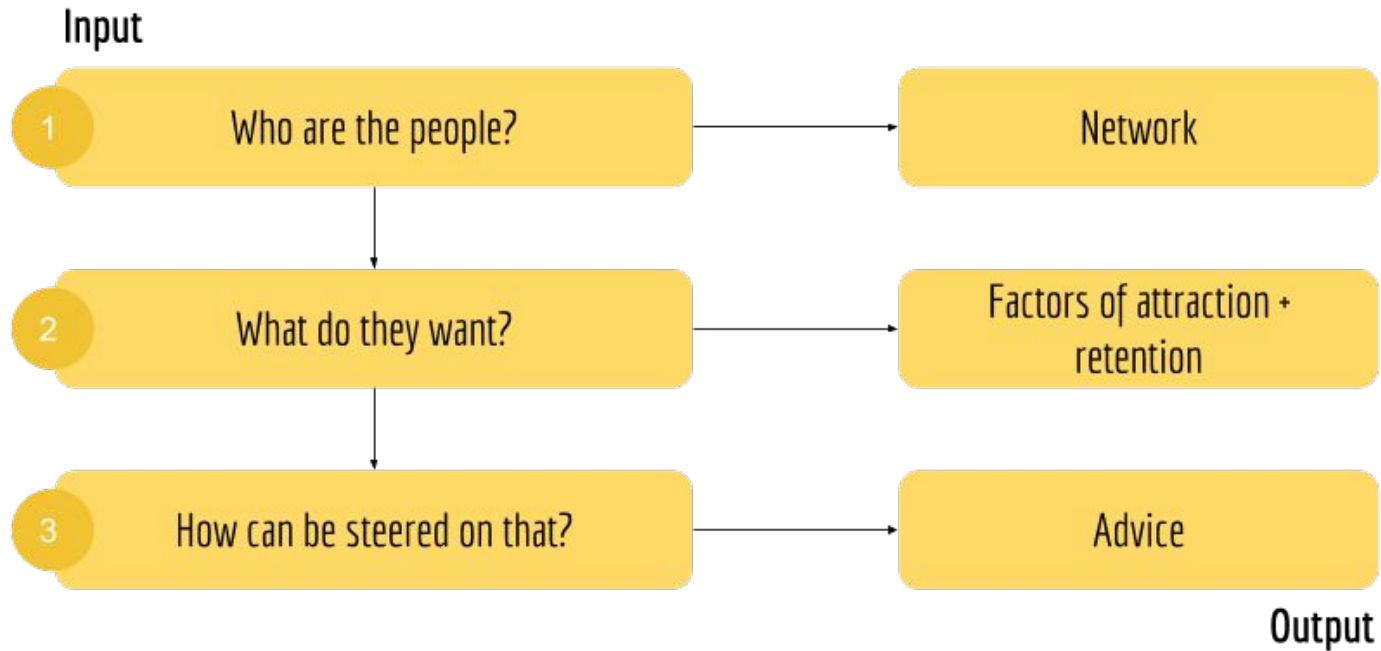 Input
1
Who are the people?
Network
2
What do they want?
Factors of attraction +
retention
3
How can be steered on that?
Advice
Output